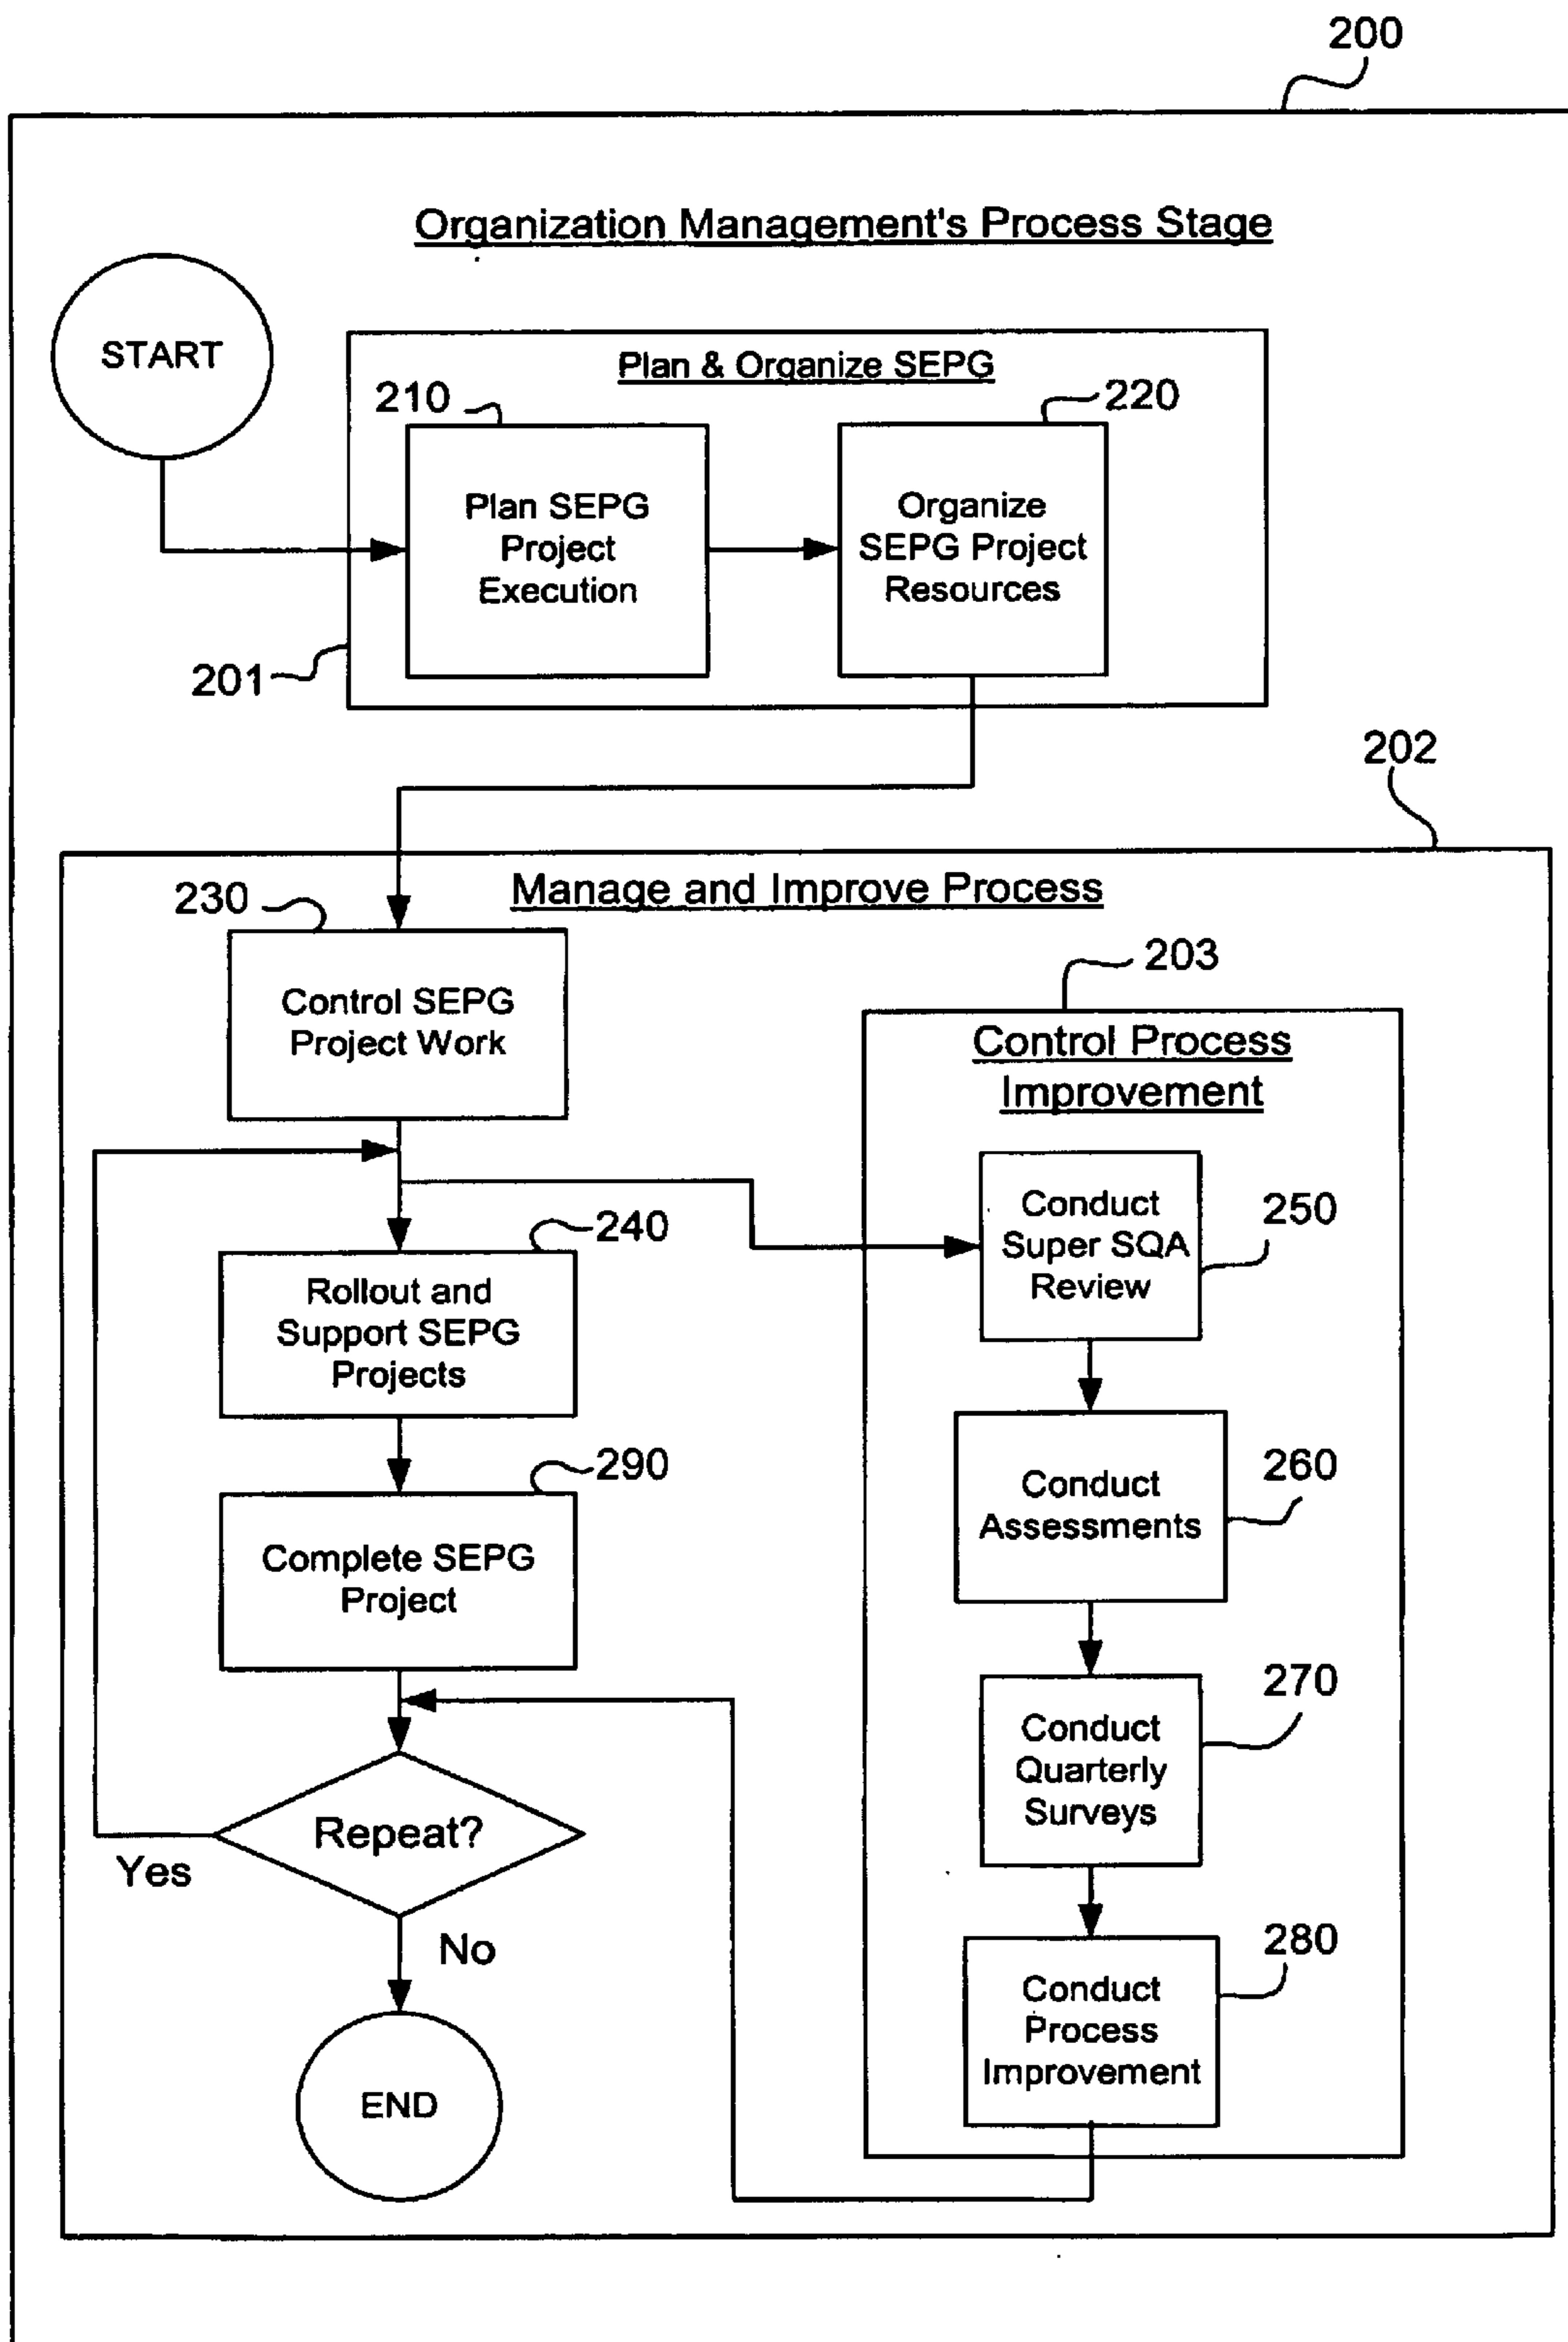 200
Organization Management's Process Stage
START
Plan & Organize SEPG
210
220
Plan SEPG
Project
Execution
Organize
SEPG Project
Resources
201
202
Manage and Improve Process
230
Control SEPG
Project Work
203
Control Process
Improvement
240
Rollout and
Support SEPG
Projects
250
Conduct
Super SQA
Review
290
Complete SEPG
Project
260
Conduct
Assessments
270
Conduct
Quarterly
Surveys
Repeat?
Yes
No
280
Conduct
Process
Improvement
END